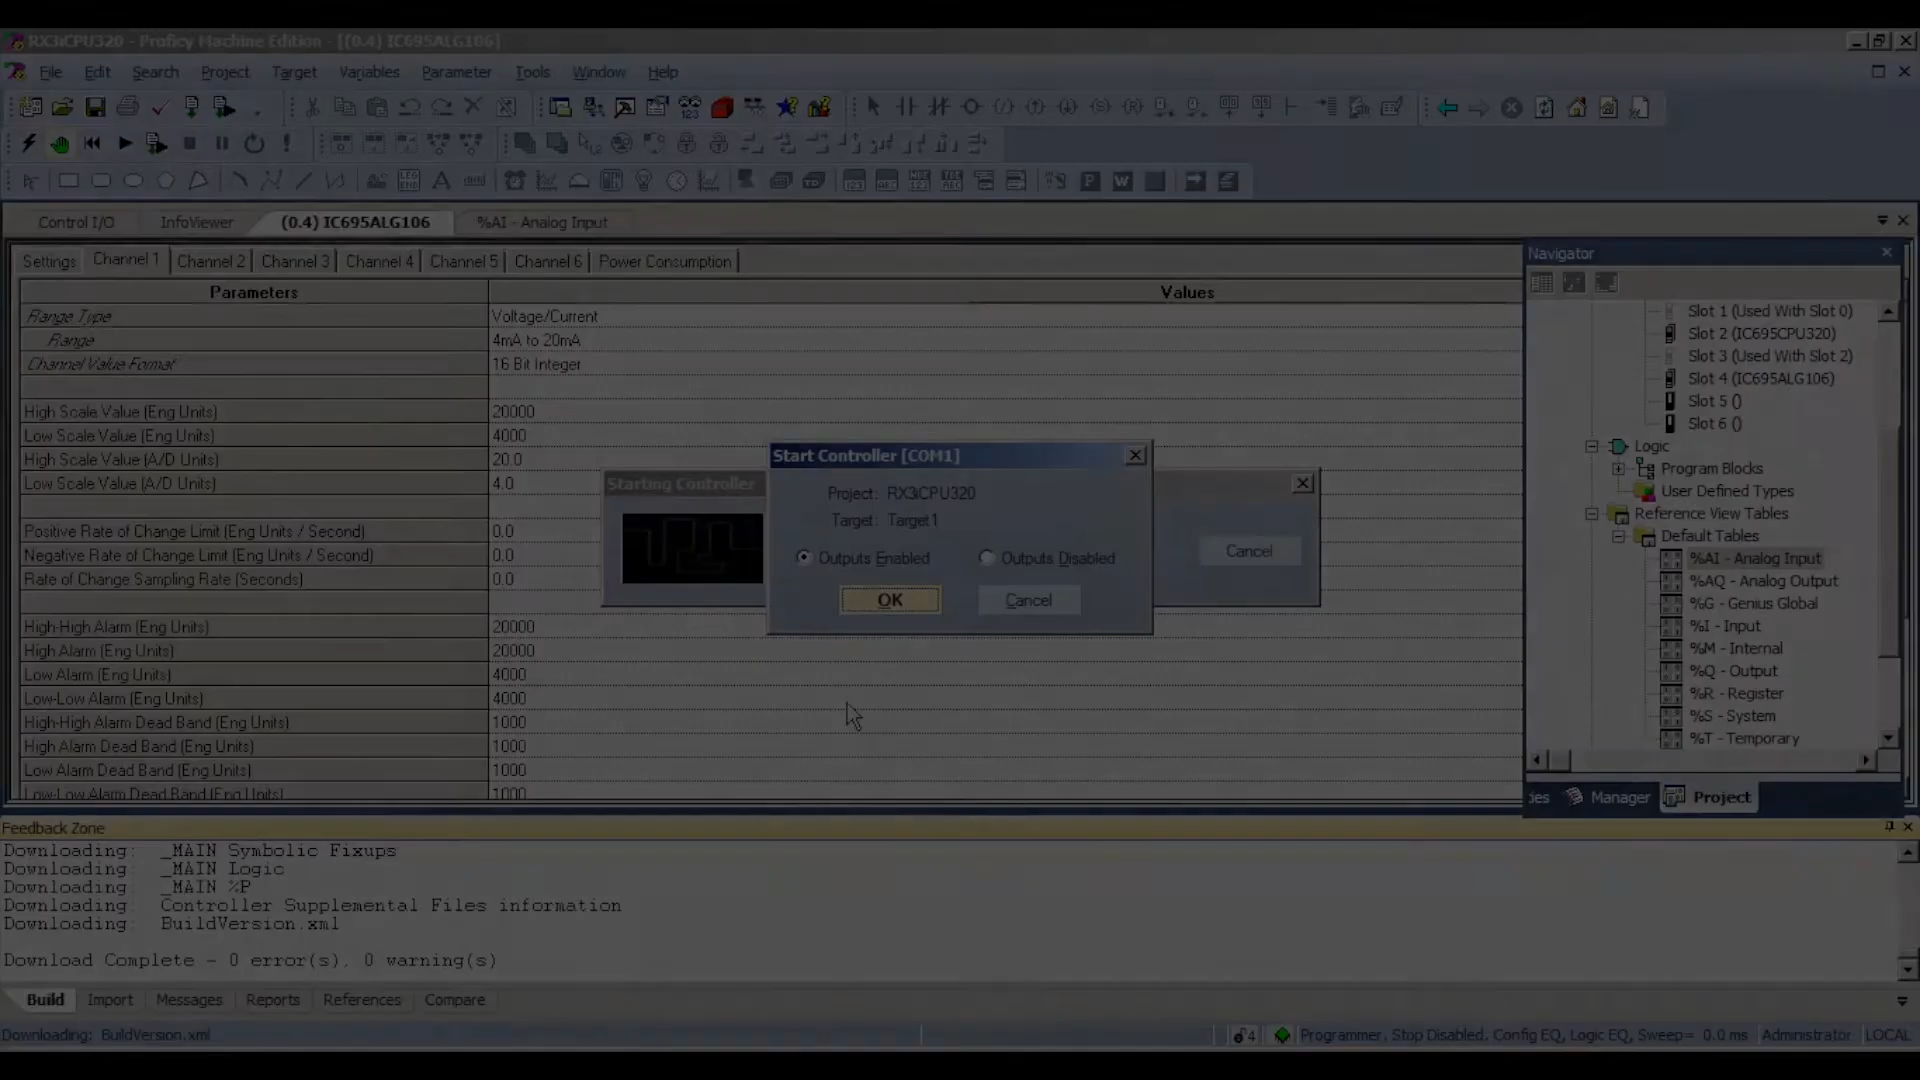 RX3iCPU320 - Proficy Machine Edition - [(0.4) IC695ALG106]
File Edit Search Project Target Variables Parameter Tools Window Help
Control I/O InfoViewer (0.4) IC695ALG106 %AI - Analog Input
Settings Channel 1 Channel 2 Channel 3 Channel 4 Channel 5 Channel 6 Power Consumption
Parameters Values
Range Type Voltage/Current
Range 4mA to 20mA
Channel Value Format 16 Bit Integer
High Scale Value (Eng Units) 20000
Low Scale Value (Eng Units) 4000
High Scale Value (A/D Units) 20.0
Low Scale Value (A/D Units) 4.0
Positive Rate of Change Limit (Eng Units / Second) 0.0
Negative Rate of Change Limit (Eng Units / Second) 0.0
Rate of Change Sampling Rate (Seconds) 0.0
High-High Alarm (Eng Units) 20000
High Alarm (Eng Units) 20000
Low Alarm (Eng Units) 4000
Low-Low Alarm (Eng Units) 4000
High-High Alarm Dead Band (Eng Units) 1000
High Alarm Dead Band (Eng Units) 1000
Low Alarm Dead Band (Eng Units) 1000
Low-Low Alarm Dead Band (Eng Units) 1000
Starting Controller
Cancel
Start Controller [COM1]
Project: RX3iCPU320
Target: Target1
Outputs Enabled Outputs Disabled
OK Cancel
Navigator
Slot 1 (Used With Slot 0)
Slot 2 (IC695CPU320)
Slot 3 (Used With Slot 2)
Slot 4 (IC695ALG106)
Slot 5 ()
Slot 6 ()
Logic
Program Blocks
User Defined Types
Reference View Tables
Default Tables
%AI - Analog Input
%AQ - Analog Output
%G - Genius Global
%I - Input
%M - Internal
%Q - Output
%R - Register
%S - System
%T - Temporary
Manager Project
Feedback Zone
Downloading: _MAIN Symbolic Fixups
Downloading: _MAIN Logic
Downloading: _MAIN %P
Downloading: Controller Supplemental Files information
Downloading: BuildVersion.xml
Download Complete - 0 error(s), 0 warning(s)
Build Import Messages Reports References Compare
Downloading: BuildVersion.xml
4 Programmer, Stop Disabled, Config EQ, Logic EQ, Sweep= 0.0 ms Administrator LOCAL